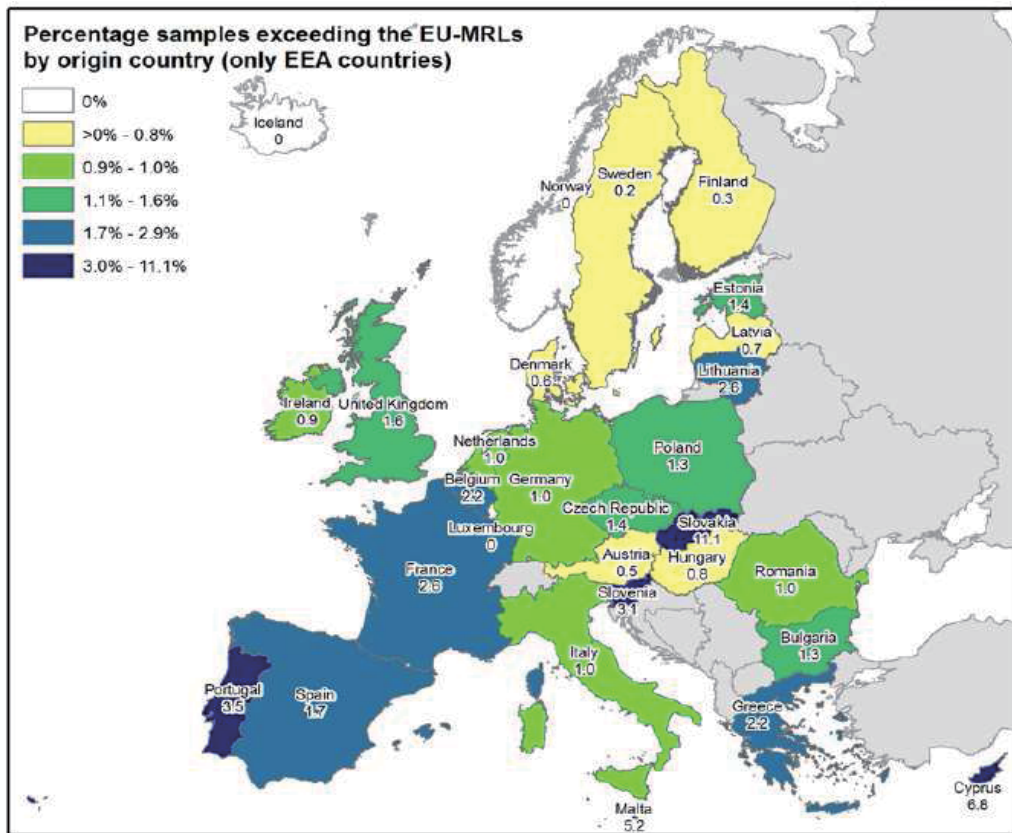 Percentage samples exceeding the EU-MRLs
by origin country (only EEA countries)
0%
>0% - 0.8%
0.9% - 1.0%
1.1% - 1.6%
1.7% - 2.9%
3.0% - 11.1%
Iceland
0
Norway
0
Sweden
0.2
Finland
0.3
Estonia
1.4
Latvia
0.7
Lithuania
2.6
Denmark
0.6
Ireland
0.9
United Kingdom
1.6
Netherlands
1.0
Belgium
2.2
Germany
1.0
Poland
1.3
Luxembourg
0
Czech Republic
1.4
Slovakia
11.1
Austria
0.5
Hungary
0.8
Slovenia
3.1
Romania
1.0
France
2.6
Bulgaria
1.3
Italy
1.0
Portugal
3.5
Spain
1.7
Greece
2.2
Malta
5.2
Cyprus
6.8